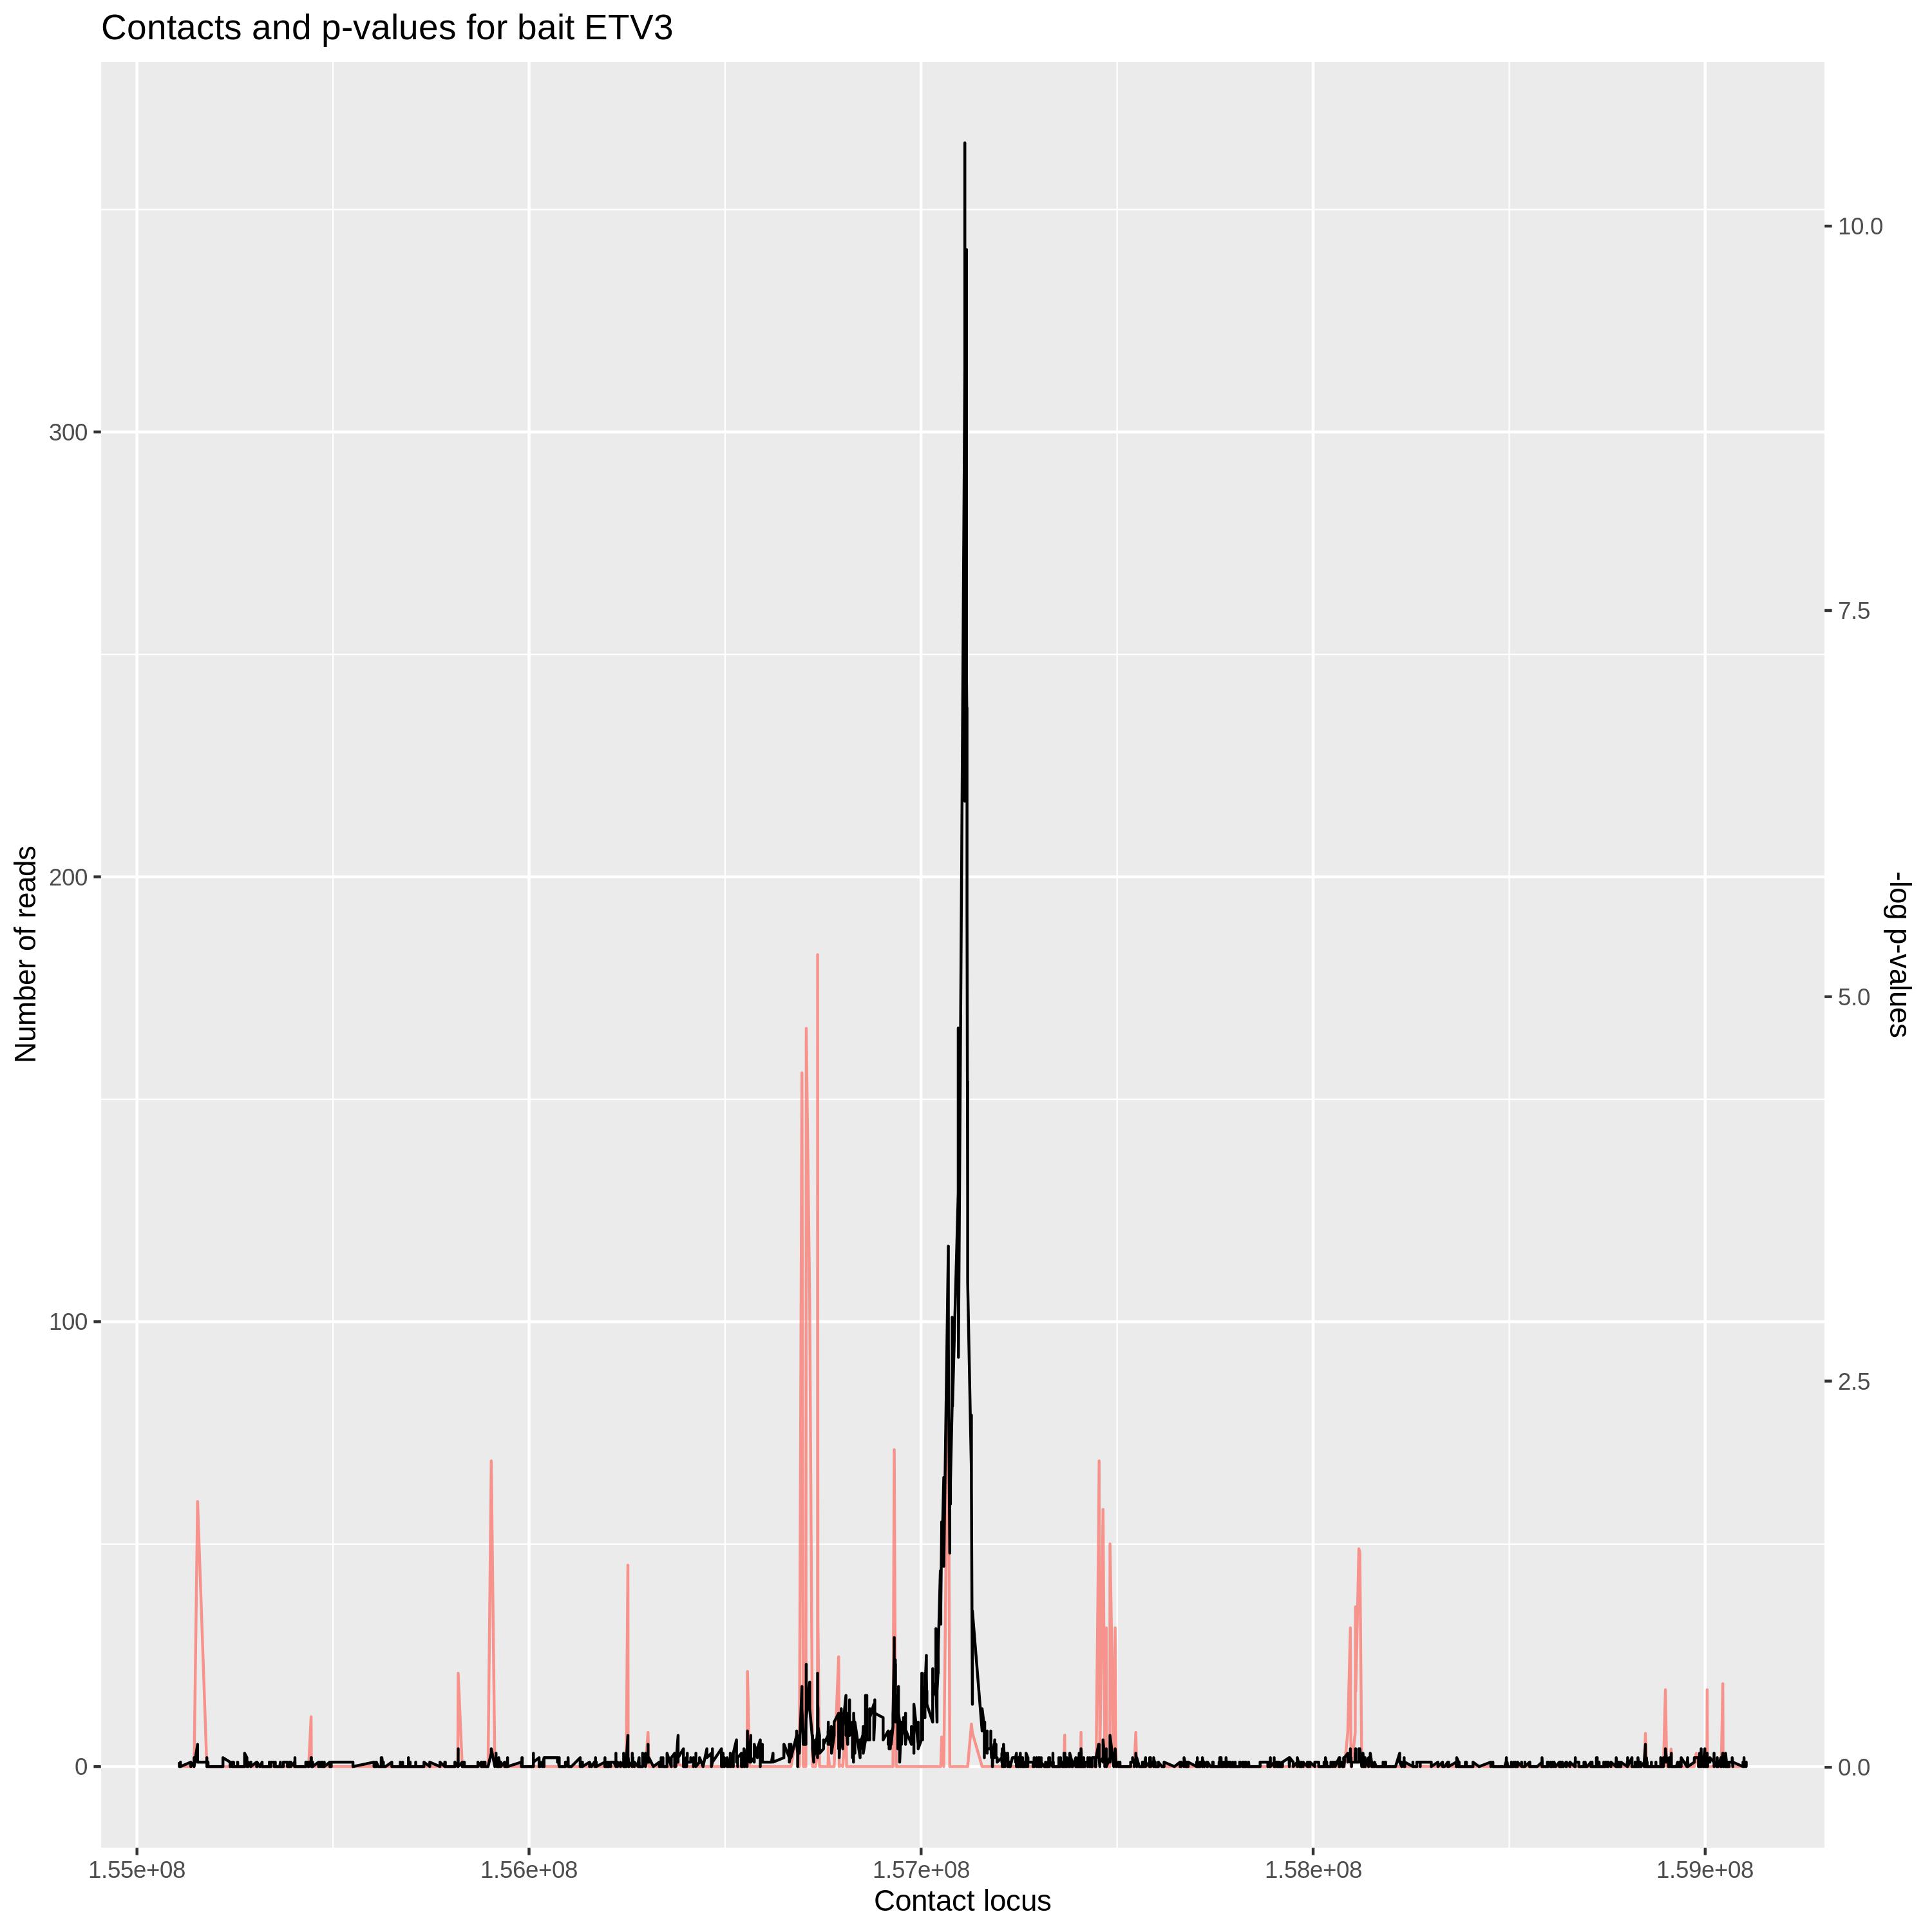 Contacts and p-values for bait ETV3
Number of reads
300
200
100
0
10.0
7.5
5.0
2.5
0.0
-log p-values
1.55e+08
1.56e+08
1.57e+08
1.58e+08
1.59e+08
Contact locus